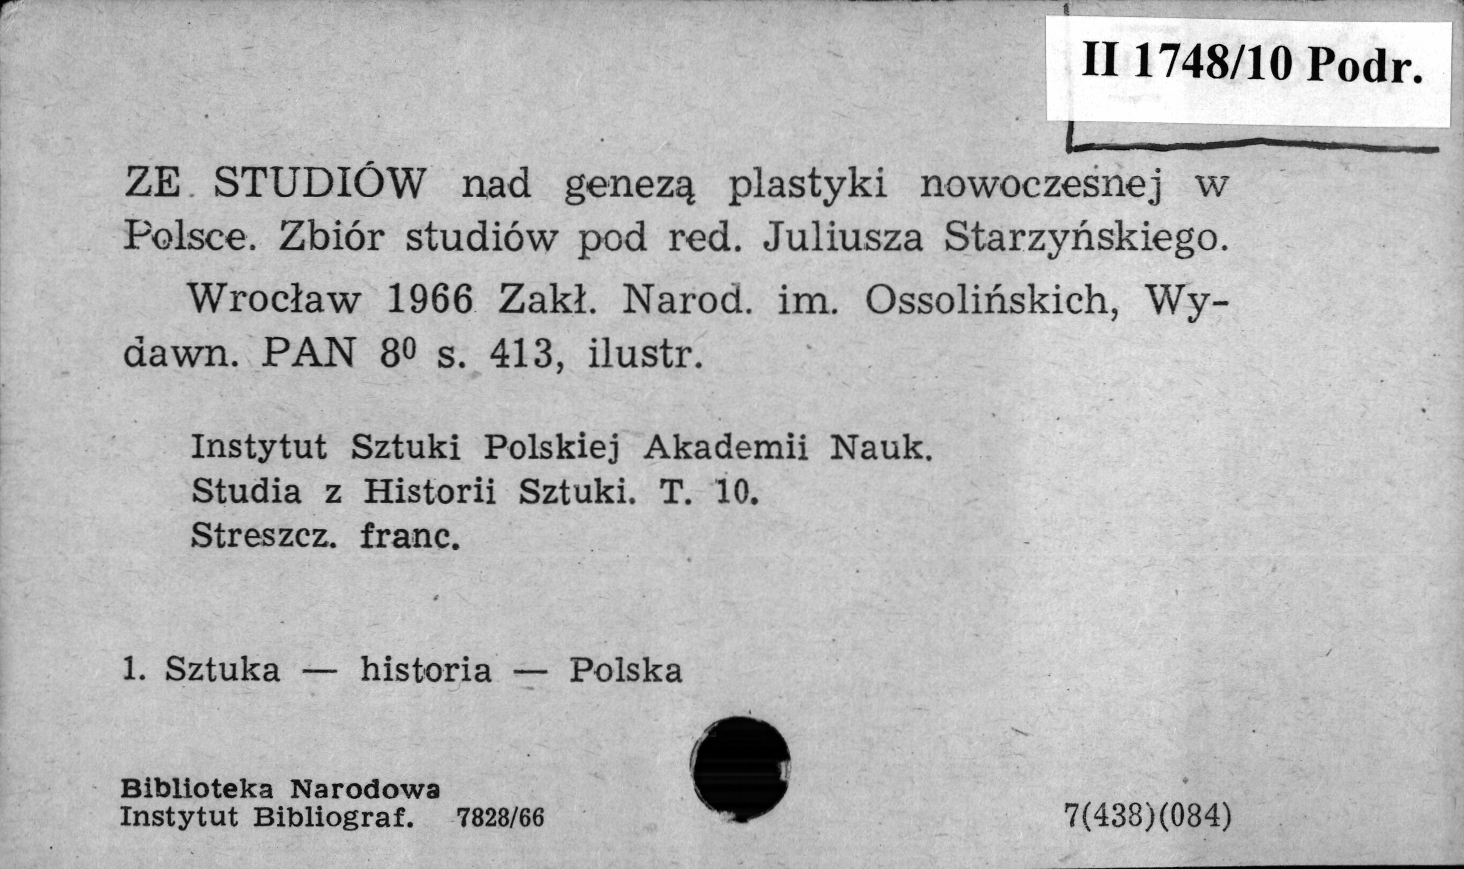 II 1748/10 Podr.
ZE STUDIÓW nad genezą plastyki nowoczesnej w
Polsce. Zbiór studiów pod red. Juliusza Starzyńskiego.
Wrocław 1966 Zakł. Narod. im. Ossolińskich, Wy-
dawn. PAN 8⁰ s. 413, ilustr.
Instytut Sztuki Polskiej Akademii Nauk.
Studia z Historii Sztuki. T. 10.
Streszcz. franc.
1. Sztuka — historia — Polska
Biblioteka Narodowa
Instytut Bibliograf. 7828/66
7(438)(084)